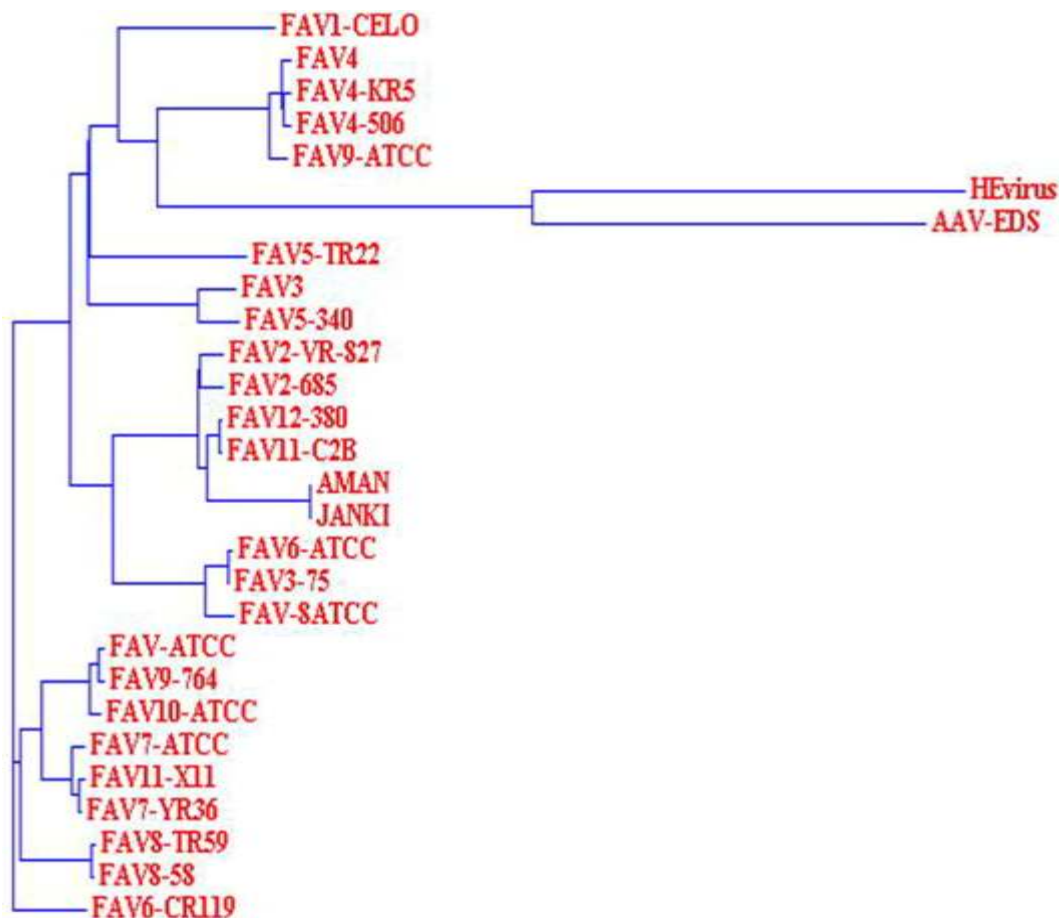 FAV1-CELO
FAV4
FAV4-KR5
FAV4-506
FAV9-ATCC
HEvirus
AAV-EDS
FAV5-TR22
FAV3
FAV5-340
FAV2-VR-827
FAV2-685
FAV12-380
FAV11-C2B
AMAN
JANKI
FAV6-ATCC
FAV3-75
FAV-8ATCC
FAV-ATCC
FAV9-764
FAV10-ATCC
FAV7-ATCC
FAV11-X11
FAV7-YR36
FAV8-TR59
FAV8-58
FAV6-CR119